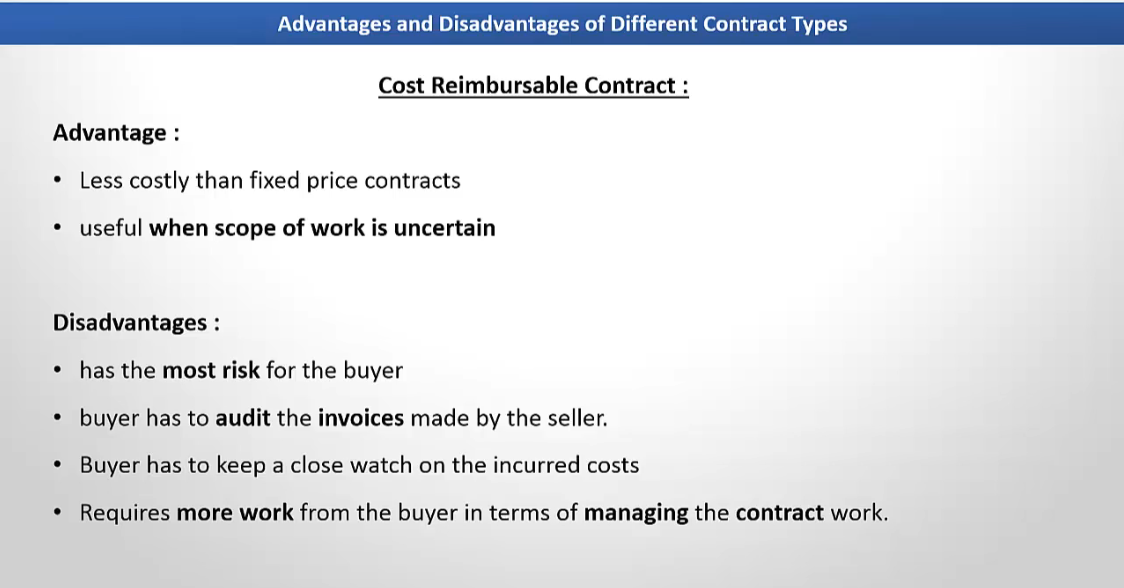 Advantages and Disadvantages of Different Contract Types
Cost Reimbursable Contract :
Advantage :
• Less costly than fixed price contracts
• useful when scope of work is uncertain
Disadvantages :
• has the most risk for the buyer
• buyer has to audit the invoices made by the seller.
• Buyer has to keep a close watch on the incurred costs
• Requires more work from the buyer in terms of managing the contract work.